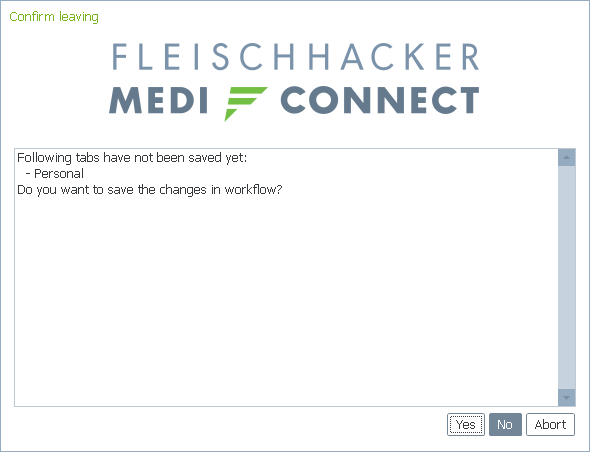 Confirm leaving
FLEISCHHACKER
MEDI CONNECT
Following tabs have not been saved yet:
- Personal
Do you want to save the changes in workflow?
Yes No Abort